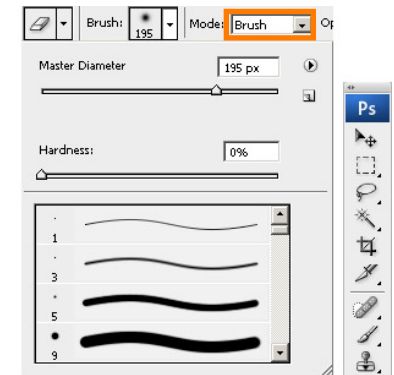 Brush: 195 Mode: Brush Op
Master Diameter 195 px
Ps
Hardness: 0%
1
3
5
9